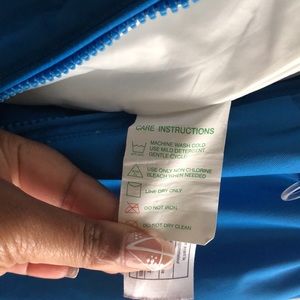 CARE INSTRUCTIONS
MACHINE WASH COLD
USE MILD DETERGENT
GENTLE CYCLE
USE ONLY NON CHLORINE
BLEACH WHEN NEEDED
LINE DRY ONLY
DO NOT IRON
DO NOT DRY CLEAN